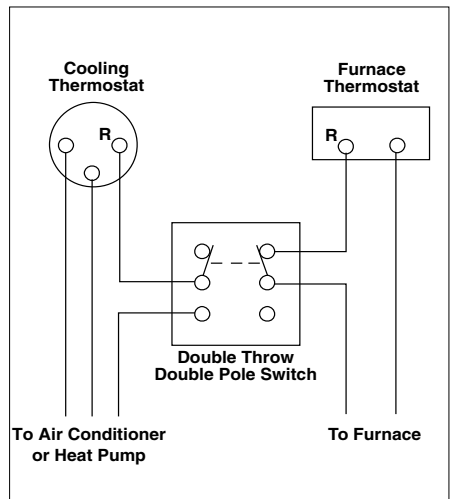 Cooling
Thermostat
Furnace
Thermostat
R
R
Double Throw
Double Pole Switch
To Air Conditioner
or Heat Pump
To Furnace